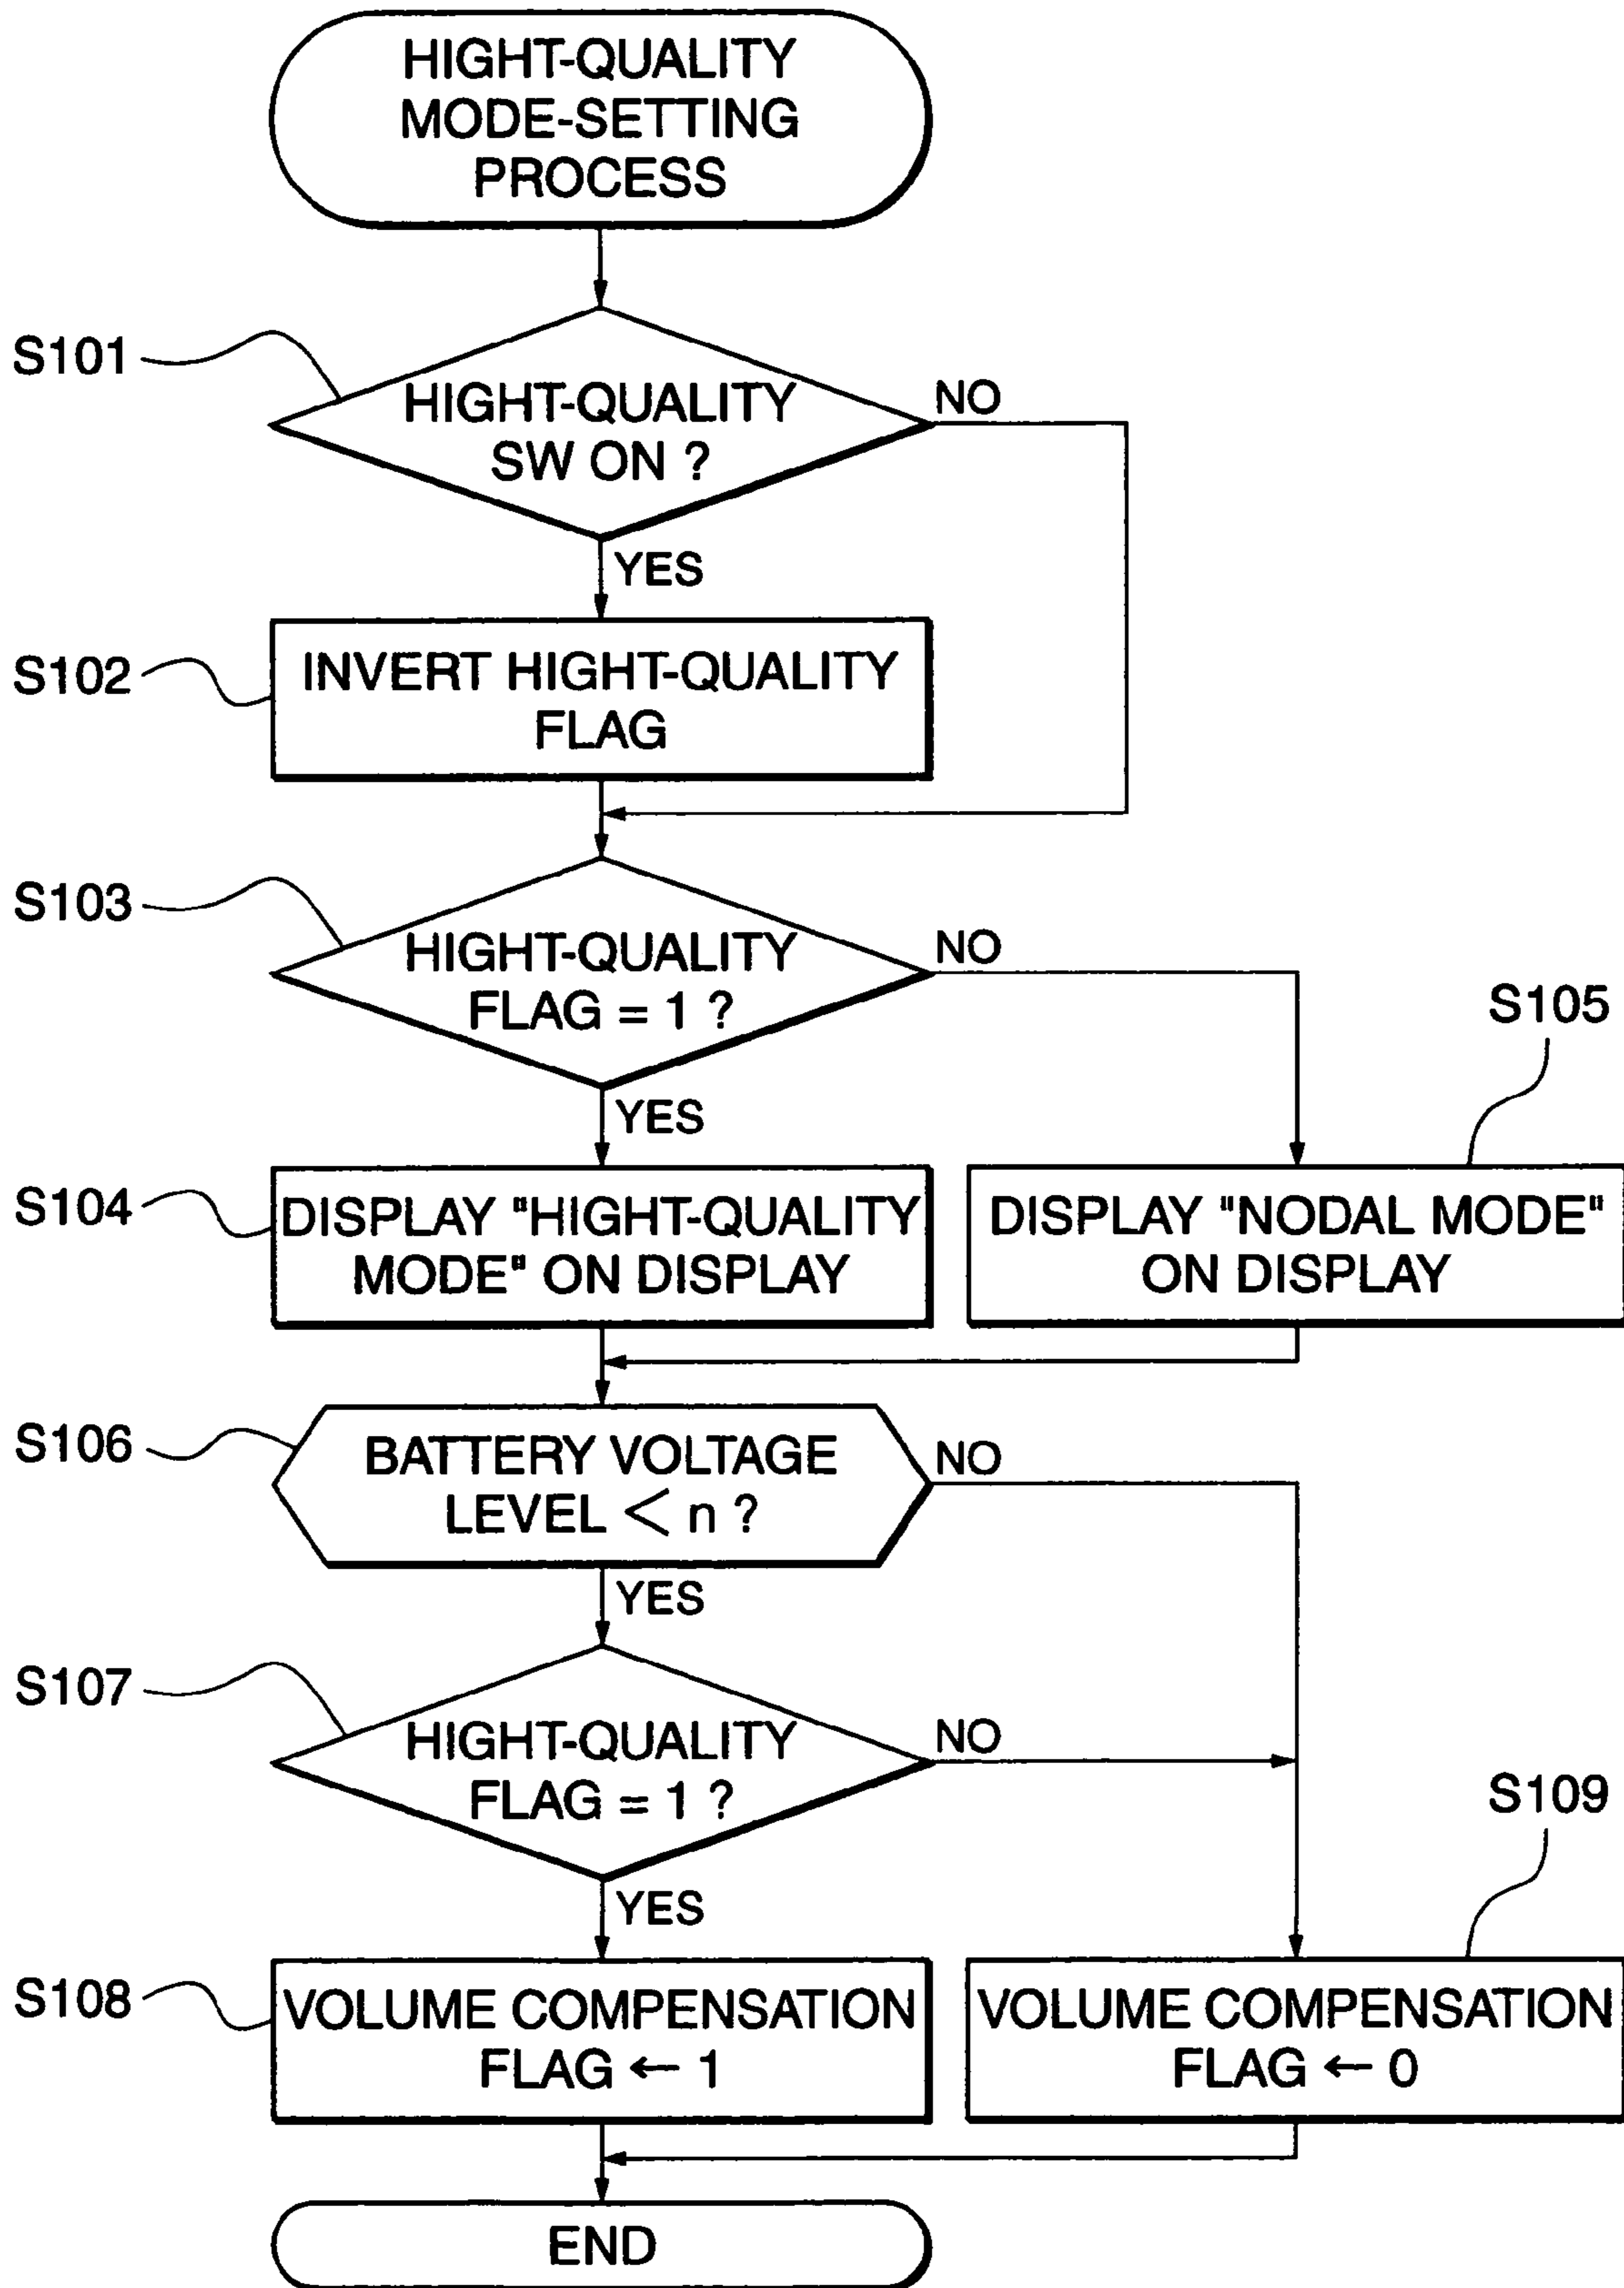 HIGHT-QUALITY
MODE-SETTING
PROCESS
S101
HIGHT-QUALITY
SW ON ?
NO
YES
S102
INVERT HIGHT-QUALITY
FLAG
S103
HIGHT-QUALITY
FLAG = 1 ?
NO
YES
S105
S104
DISPLAY "HIGHT-QUALITY
MODE" ON DISPLAY
DISPLAY "NODAL MODE"
ON DISPLAY
S106
BATTERY VOLTAGE
LEVEL < n ?
NO
YES
S107
HIGHT-QUALITY
FLAG = 1 ?
NO
YES
S109
S108
VOLUME COMPENSATION
FLAG ← 1
VOLUME COMPENSATION
FLAG ← 0
END